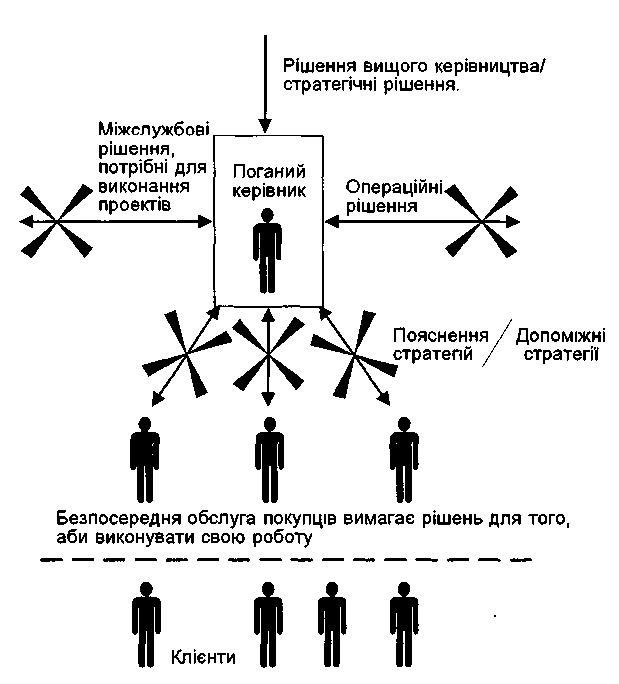 Рішення вищого керівництва/
стратегічні рішення.
Міжслужбові
рішення,
потрібні для
виконання
проектів
Поганий
керівник
Операційні
рішення
Пояснення
стратегій
/
Допоміжні
стратегії
Безпосередня обслуга покупців вимагає рішень для того,
аби виконувати свою роботу
Клієнти